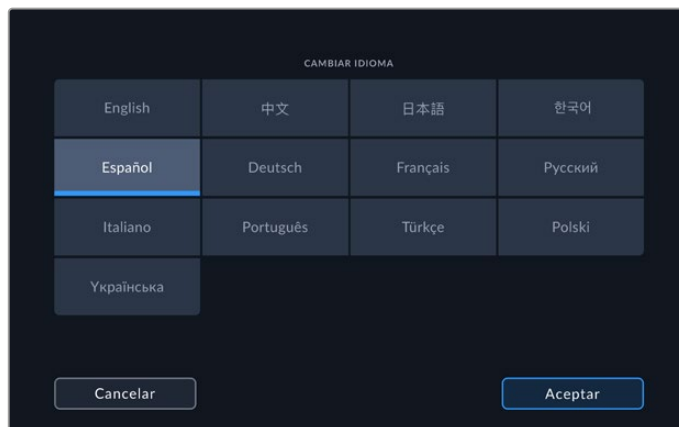 CAMBIAR IDIOMA
English 中文 日本語 한국어
Español Deutsch Français Русский
Italiano Português Türkçe Polski
Українська
Cancelar Aceptar